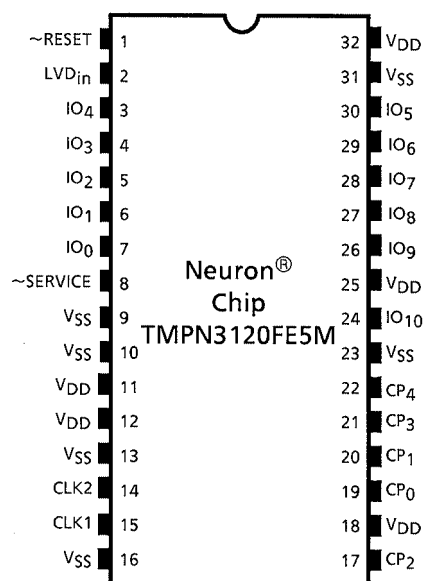 ~RESET 1 32 VDD
LVDin 2 31 VSS
IO4 3 30 IO5
IO3 4 29 IO6
IO2 5 28 IO7
IO1 6 27 IO8
IO0 7 26 IO9
~SERVICE 8 25 VDD
VSS 9 24 IO10
VSS 10 23 VSS
VDD 11 22 CP4
VDD 12 21 CP3
VSS 13 20 CP1
CLK2 14 19 CP0
CLK1 15 18 VDD
VSS 16 17 CP2
Neuron®
Chip
TMPN3120FE5M